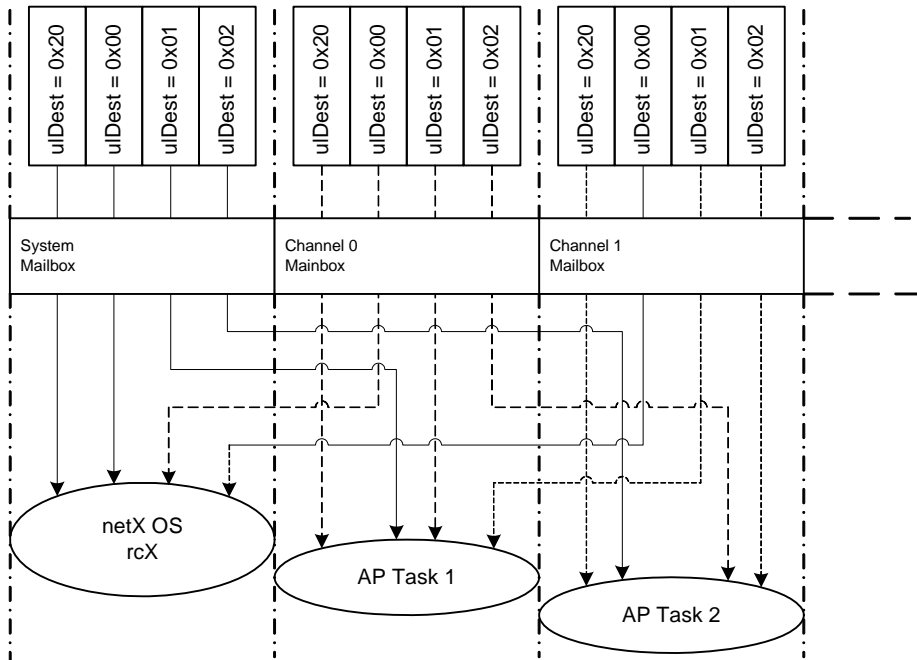 ulDest = 0x20
ulDest = 0x00
ulDest = 0x01
ulDest = 0x02
ulDest = 0x20
ulDest = 0x00
ulDest = 0x01
ulDest = 0x02
ulDest = 0x20
ulDest = 0x00
ulDest = 0x01
ulDest = 0x02
System
Mailbox
Channel 0
Mainbox
Channel 1
Mailbox
netX OS
rcX
AP Task 1
AP Task 2